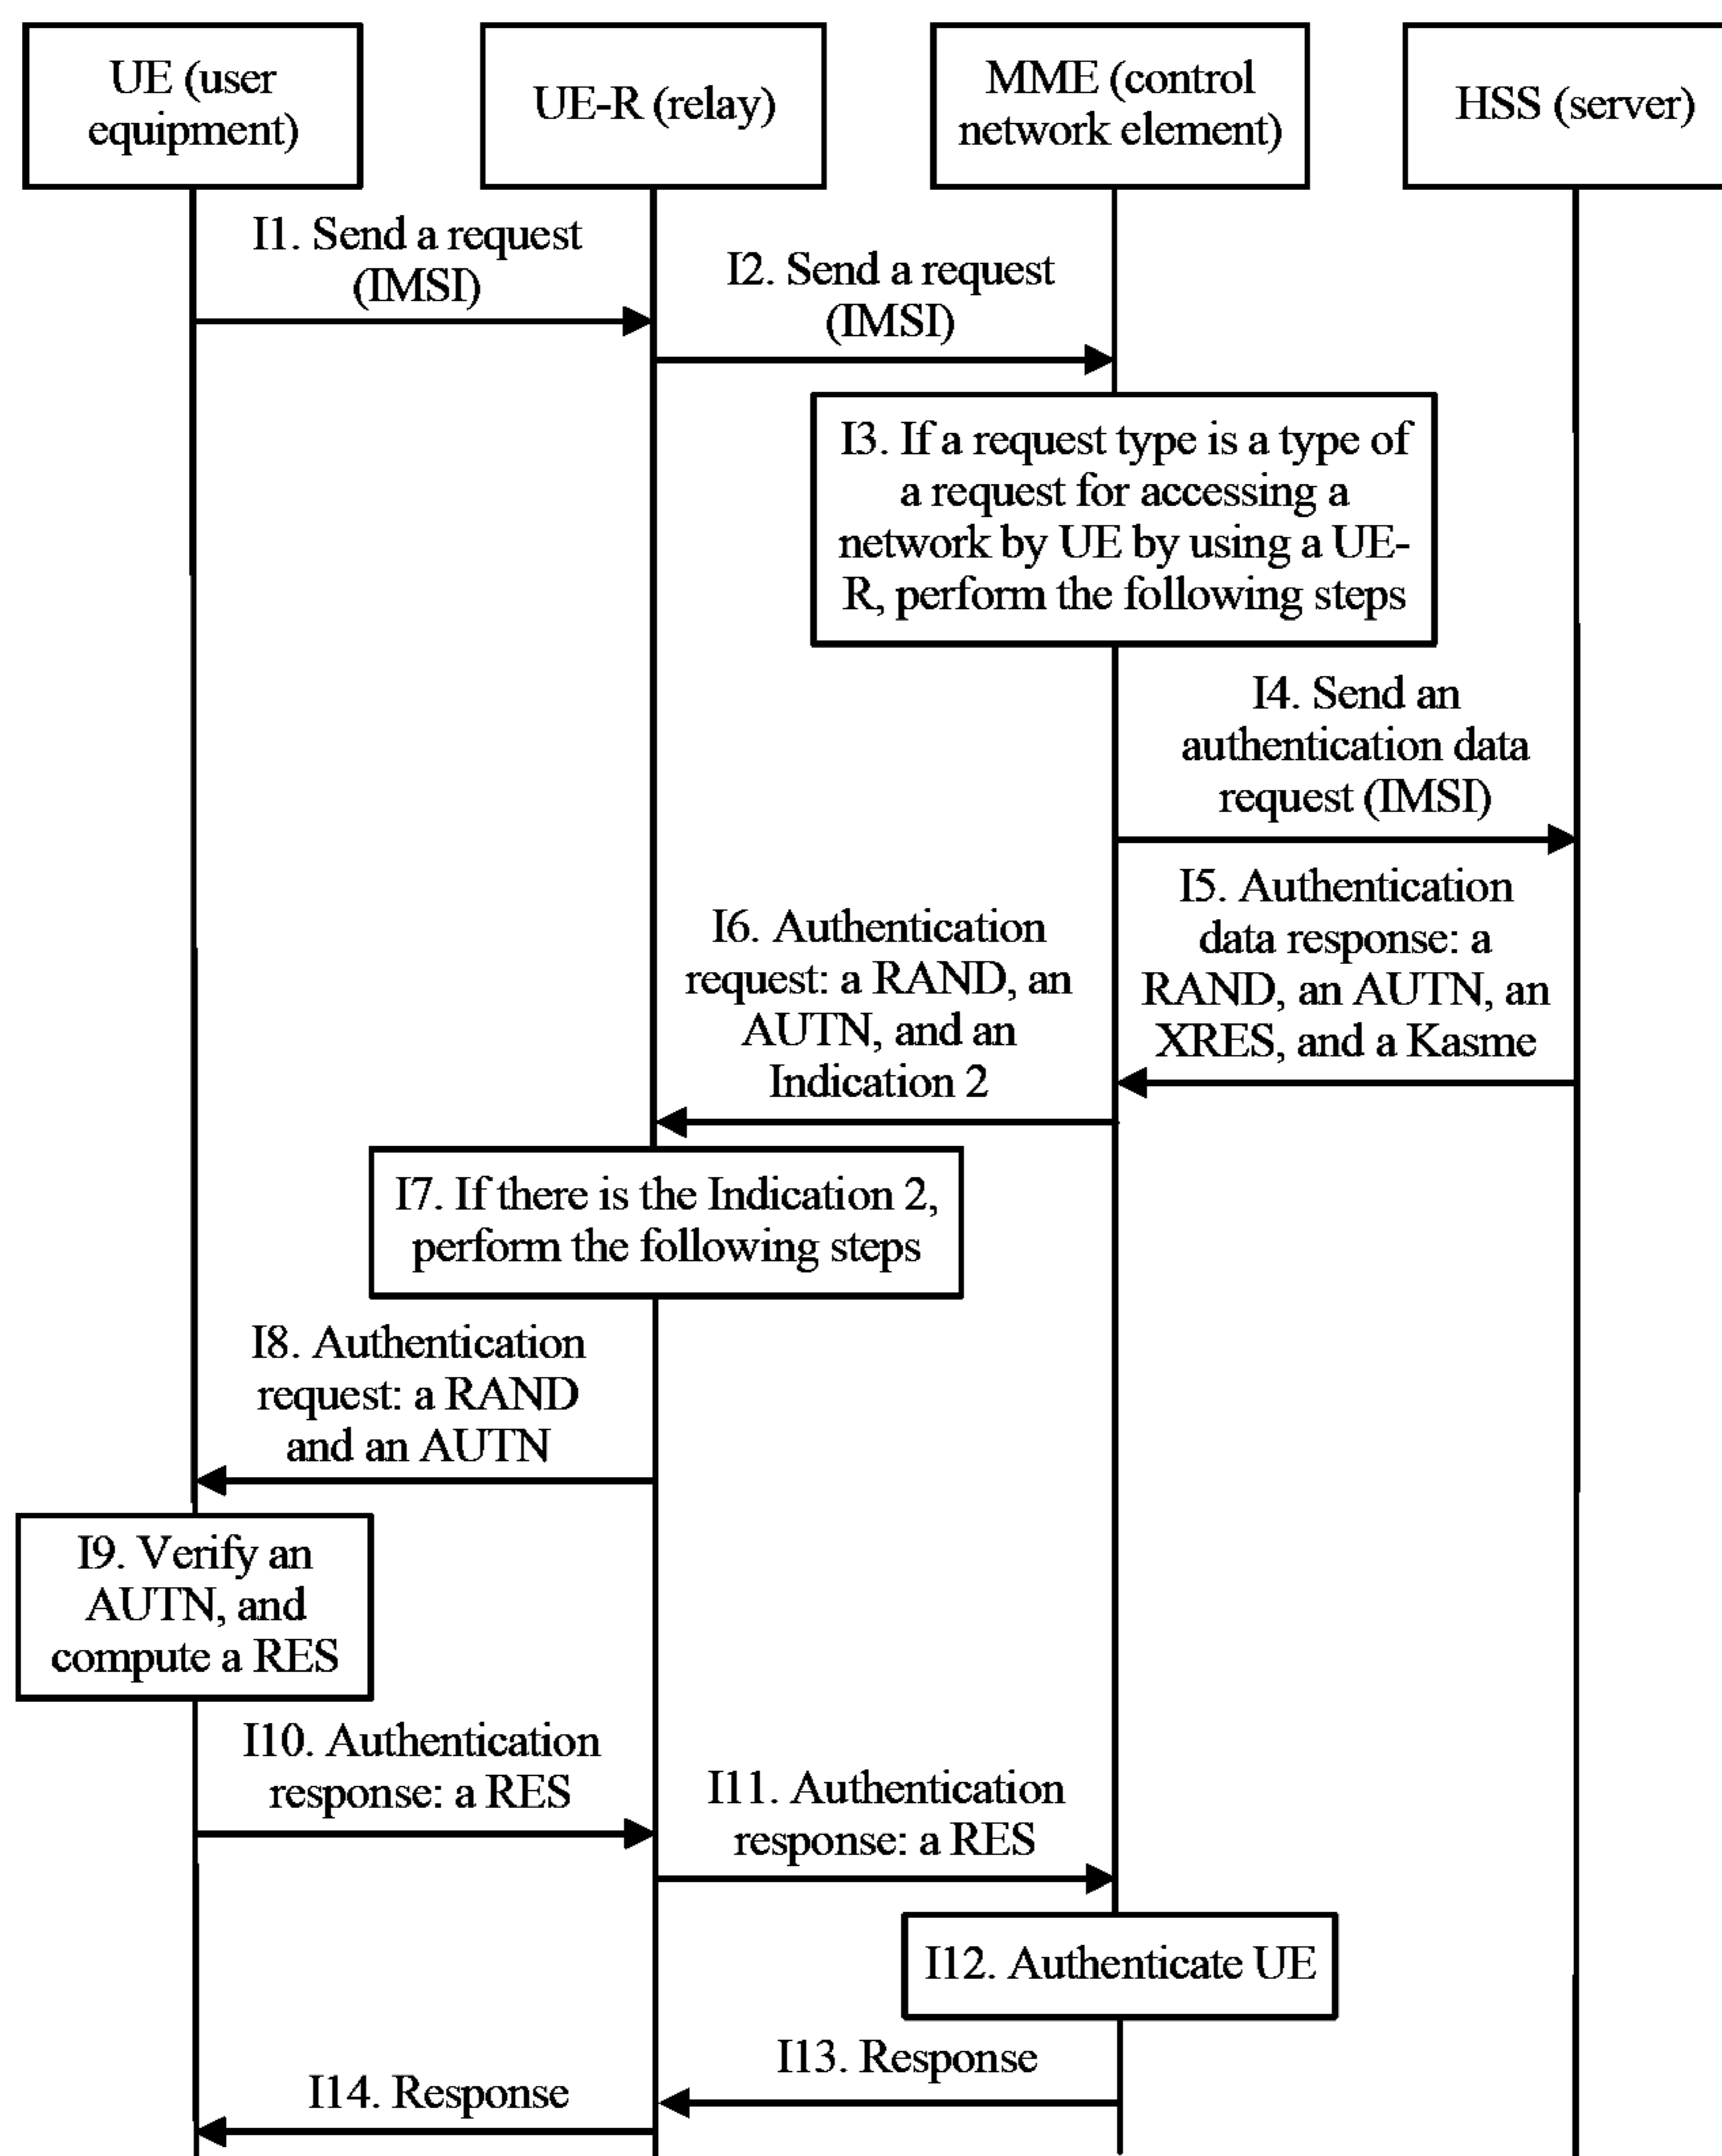 UE (user
equipment)
UE-R (relay)
MME (control
network element)
HSS (server)
I1. Send a request
(IMSI)
I2. Send a request
(IMSI)
I3. If a request type is a type of
a request for accessing a
network by UE by using a UE-
R, perform the following steps
I4. Send an
authentication data
request (IMSI)
I5. Authentication
data response: a
RAND, an AUTN, an
XRES, and a Kasme
I6. Authentication
request: a RAND, an
AUTN, and an
Indication 2
I7. If there is the Indication 2,
perform the following steps
I8. Authentication
request: a RAND
and an AUTN
I9. Verify an
AUTN, and
compute a RES
I10. Authentication
response: a RES
I11. Authentication
response: a RES
I12. Authenticate UE
I13. Response
I14. Response